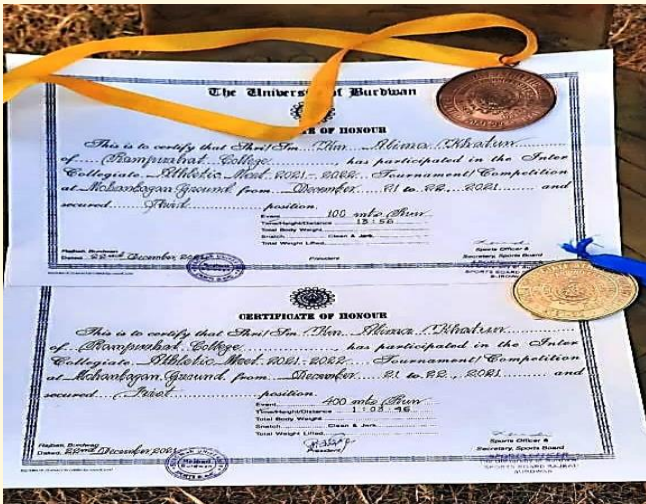 The University of Burdwan
OF HONOUR
This is to certify that Shri/Sm Km Alima Khatun
of Rampurhat College has participated in the Inter
Collegiate Athletic Meet 2021-2022 Tournament/Competition
at Mohanbagan Ground from December 21 to 22, 2021 and
secured position.
Event 100 mts Run
Time/Height/Distance 13:56
Total Body Weight
Snatch Clean & Jerk
Total Weight Lifted
Rajbati, Burdwan
Dated 22nd December, 2021
President
Sports Officer &
Secretary, Sports Board
CERTIFICATE OF HONOUR
This is to certify that Shri/Sm Km Alima Khatun
of Rampurhat College has participated in the Inter
Collegiate Athletic Meet 2021-2022 Tournament/Competition
at Mohanbagan Ground from December 21 to 22, 2021 and
secured First position.
Event 400 mts Run
Time/Height/Distance 1:03:46
Total Body Weight
Snatch Clean & Jerk
Total Weight Lifted
Rajbati, Burdwan
Dated 22nd December 2021
President
Sports Officer &
Secretary, Sports Board
SPORTS BOARD RAJBATI
BURDWAN